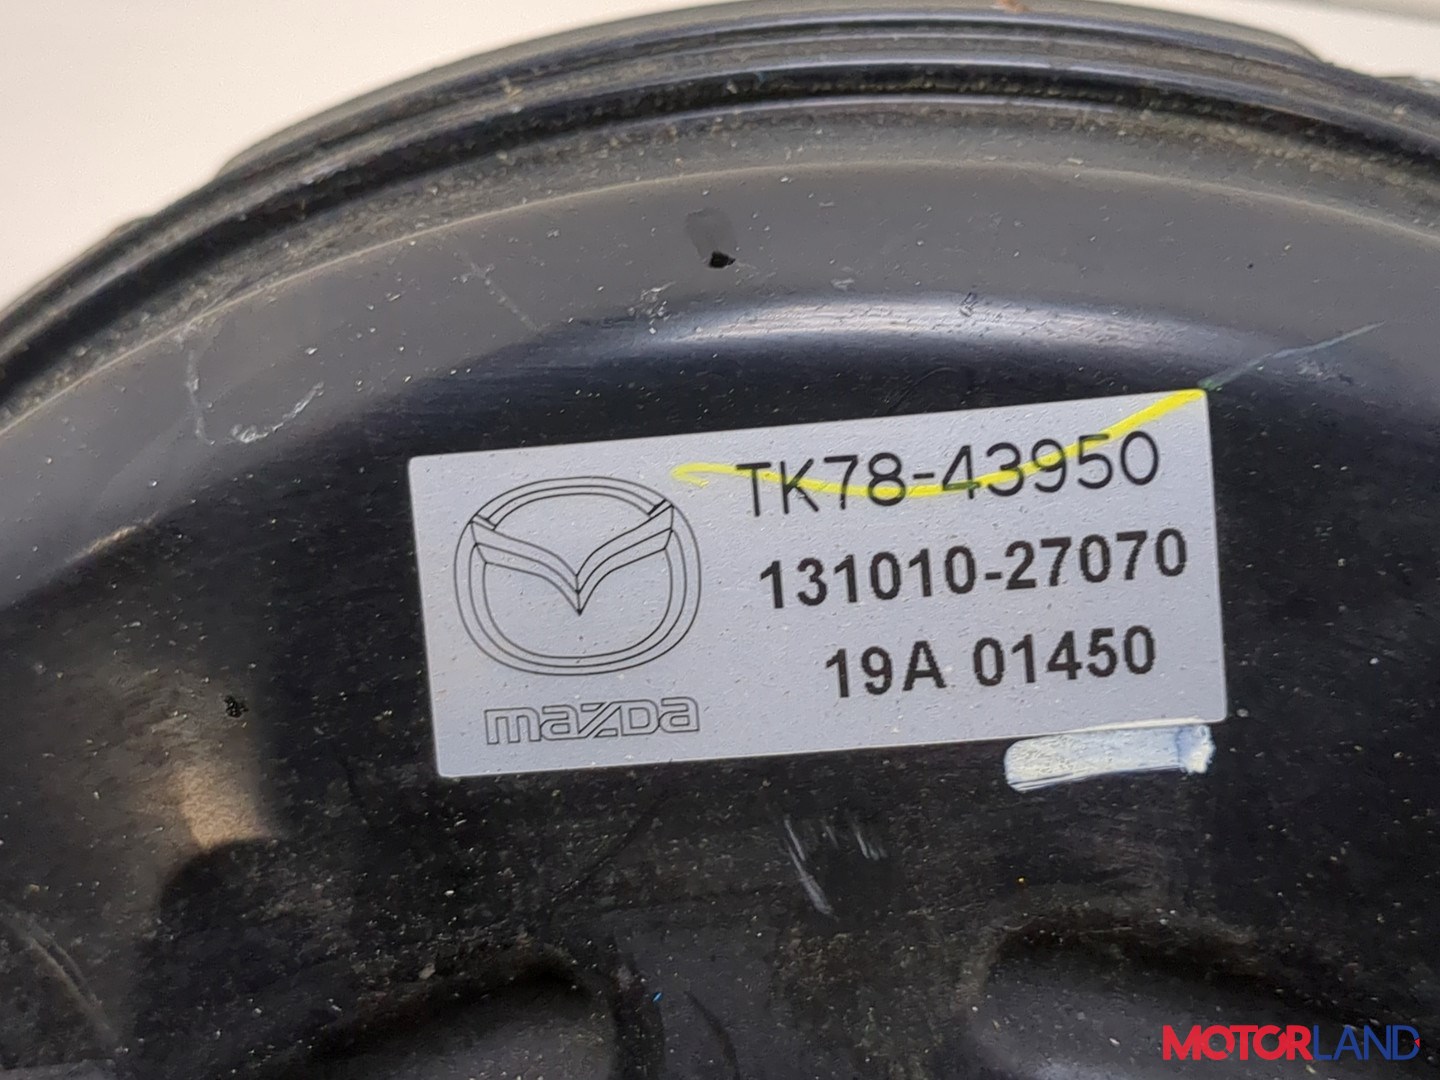 TK78-43950
131010-27070
19A 01450
mazda
MOTORLAND